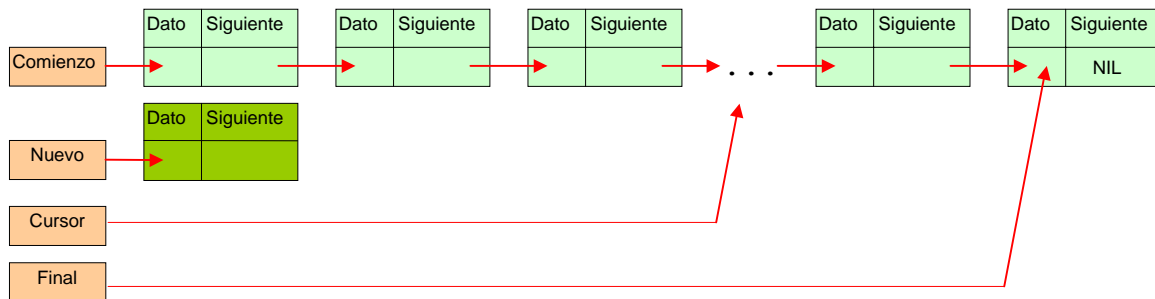 Dato Siguiente Dato Siguiente Dato Siguiente Dato Siguiente Dato Siguiente
Comienzo . . . NIL
Dato Siguiente
Nuevo
Cursor
Final